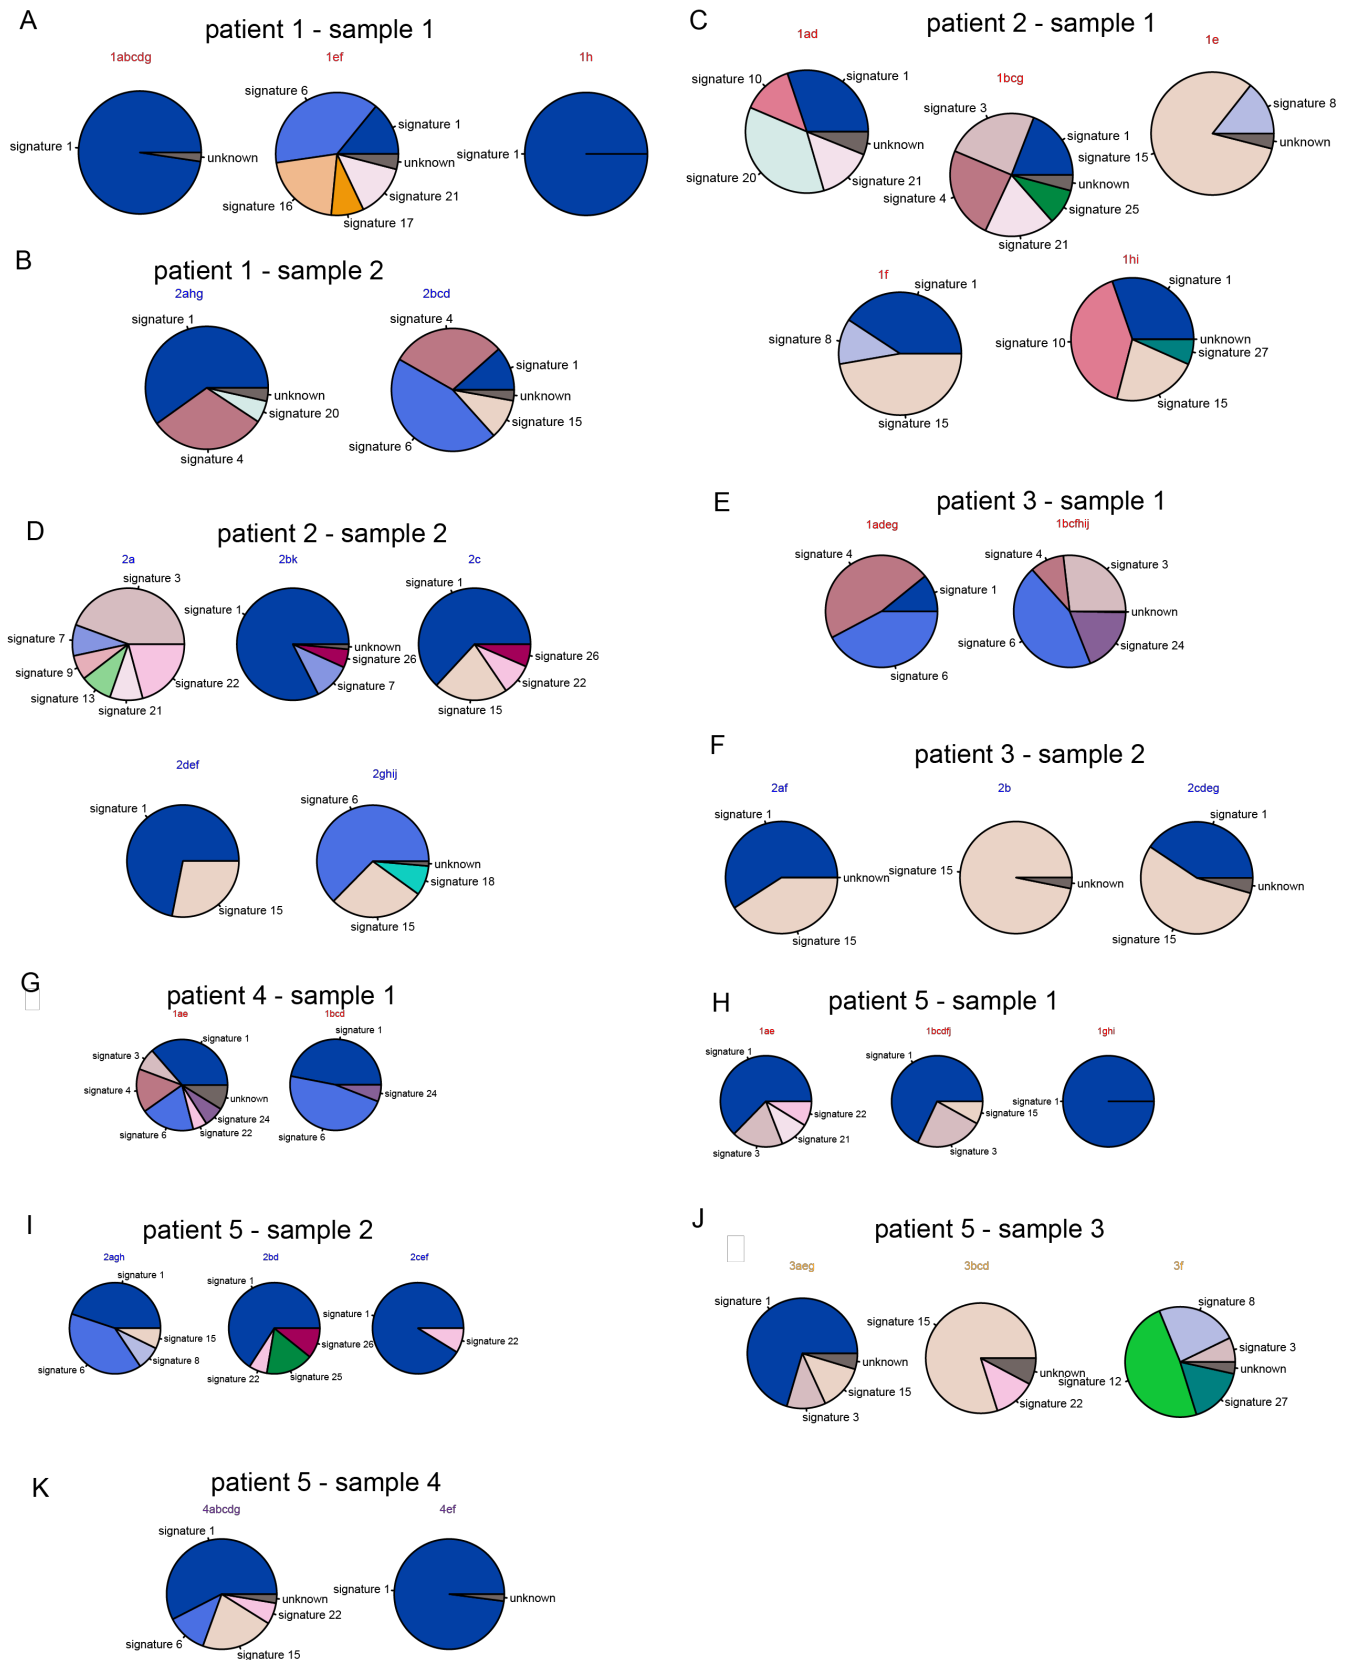 A
patient 1 - sample 1
1abcdg
1ef
1h
signature 1
unknown
signature 6
signature 1
unknown
signature 21
signature 17
signature 16
signature 1
B
patient 1 - sample 2
2ahg
2bcd
signature 1
unknown
signature 20
signature 4
signature 4
signature 1
unknown
signature 15
signature 6
C
patient 2 - sample 1
1ad
1bcg
1e
signature 10
signature 1
unknown
signature 21
signature 20
signature 3
signature 1
unknown
signature 25
signature 21
signature 4
signature 15
signature 8
unknown
1f
1hi
signature 1
signature 8
signature 15
signature 1
unknown
signature 27
signature 15
signature 10
D
patient 2 - sample 2
2a
2bk
2c
signature 3
signature 7
signature 9
signature 13
signature 21
signature 22
signature 1
unknown
signature 26
signature 7
signature 1
signature 26
signature 22
signature 15
2def
2ghij
signature 1
signature 15
signature 6
unknown
signature 18
signature 15
E
patient 3 - sample 1
1adeg
1bcfhij
signature 4
signature 1
signature 6
signature 4
signature 3
unknown
signature 24
signature 6
F
patient 3 - sample 2
2af
2b
2cdeg
signature 1
unknown
signature 15
signature 15
unknown
signature 1
unknown
signature 15
G
patient 4 - sample 1
1ae
1bcd
signature 1
signature 3
signature 4
signature 6
signature 22
signature 24
unknown
signature 1
signature 24
signature 6
H
patient 5 - sample 1
1ae
1bcdfj
1ghi
signature 1
signature 22
signature 21
signature 3
signature 1
signature 15
signature 3
signature 1
I
patient 5 - sample 2
2agh
2bd
2cef
signature 1
signature 15
signature 8
signature 6
signature 1
signature 26
signature 25
signature 22
signature 1
signature 22
J
patient 5 - sample 3
3aeg
3bcd
3f
signature 1
unknown
signature 15
signature 3
signature 15
unknown
signature 22
signature 8
signature 3
unknown
signature 27
signature 12
K
patient 5 - sample 4
4abcdg
4ef
signature 1
unknown
signature 22
signature 15
signature 6
signature 1
unknown